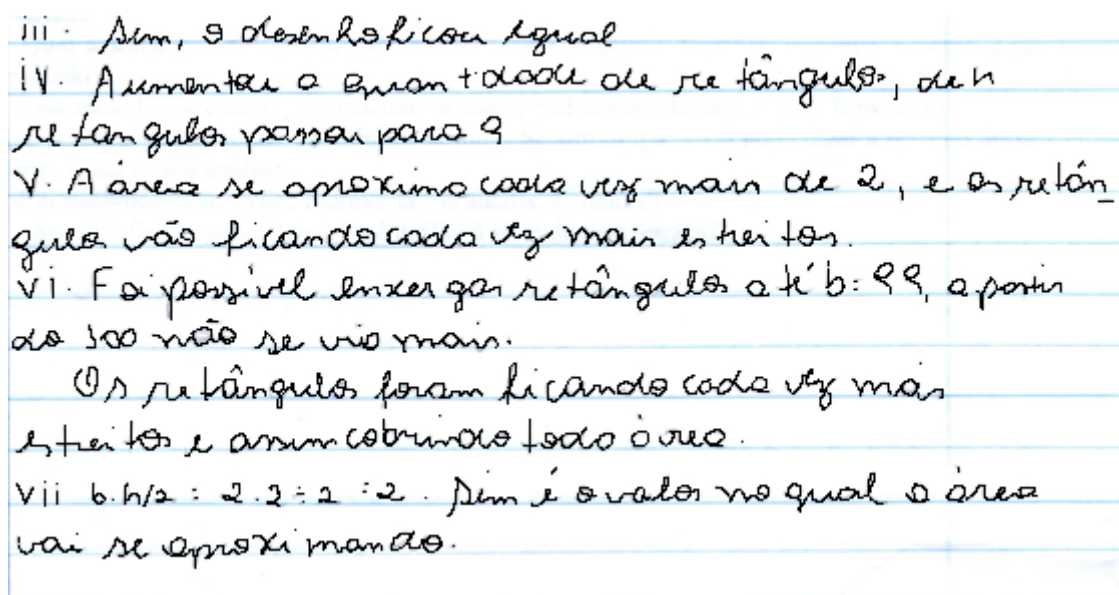 iii. Sim, o desenho ficou igual
iv. Aumentou a quantidade de retângulos, de 4
retangulos passou para 9
V. A área se aproxima cada vez mais de 2, e os retân_
gulos vão ficando cada vez mais estreitos.
vi. Foi possível enxergar retângulos até b: 99, a partir
do 100 não se viu mais.
Os retângulos foram ficando cada vez mais
estreitos e assim cobrindo toda área.
Vii b.h/2 = 2.2÷2 = 2. Sim é o valor no qual a área
vai se aproximando.